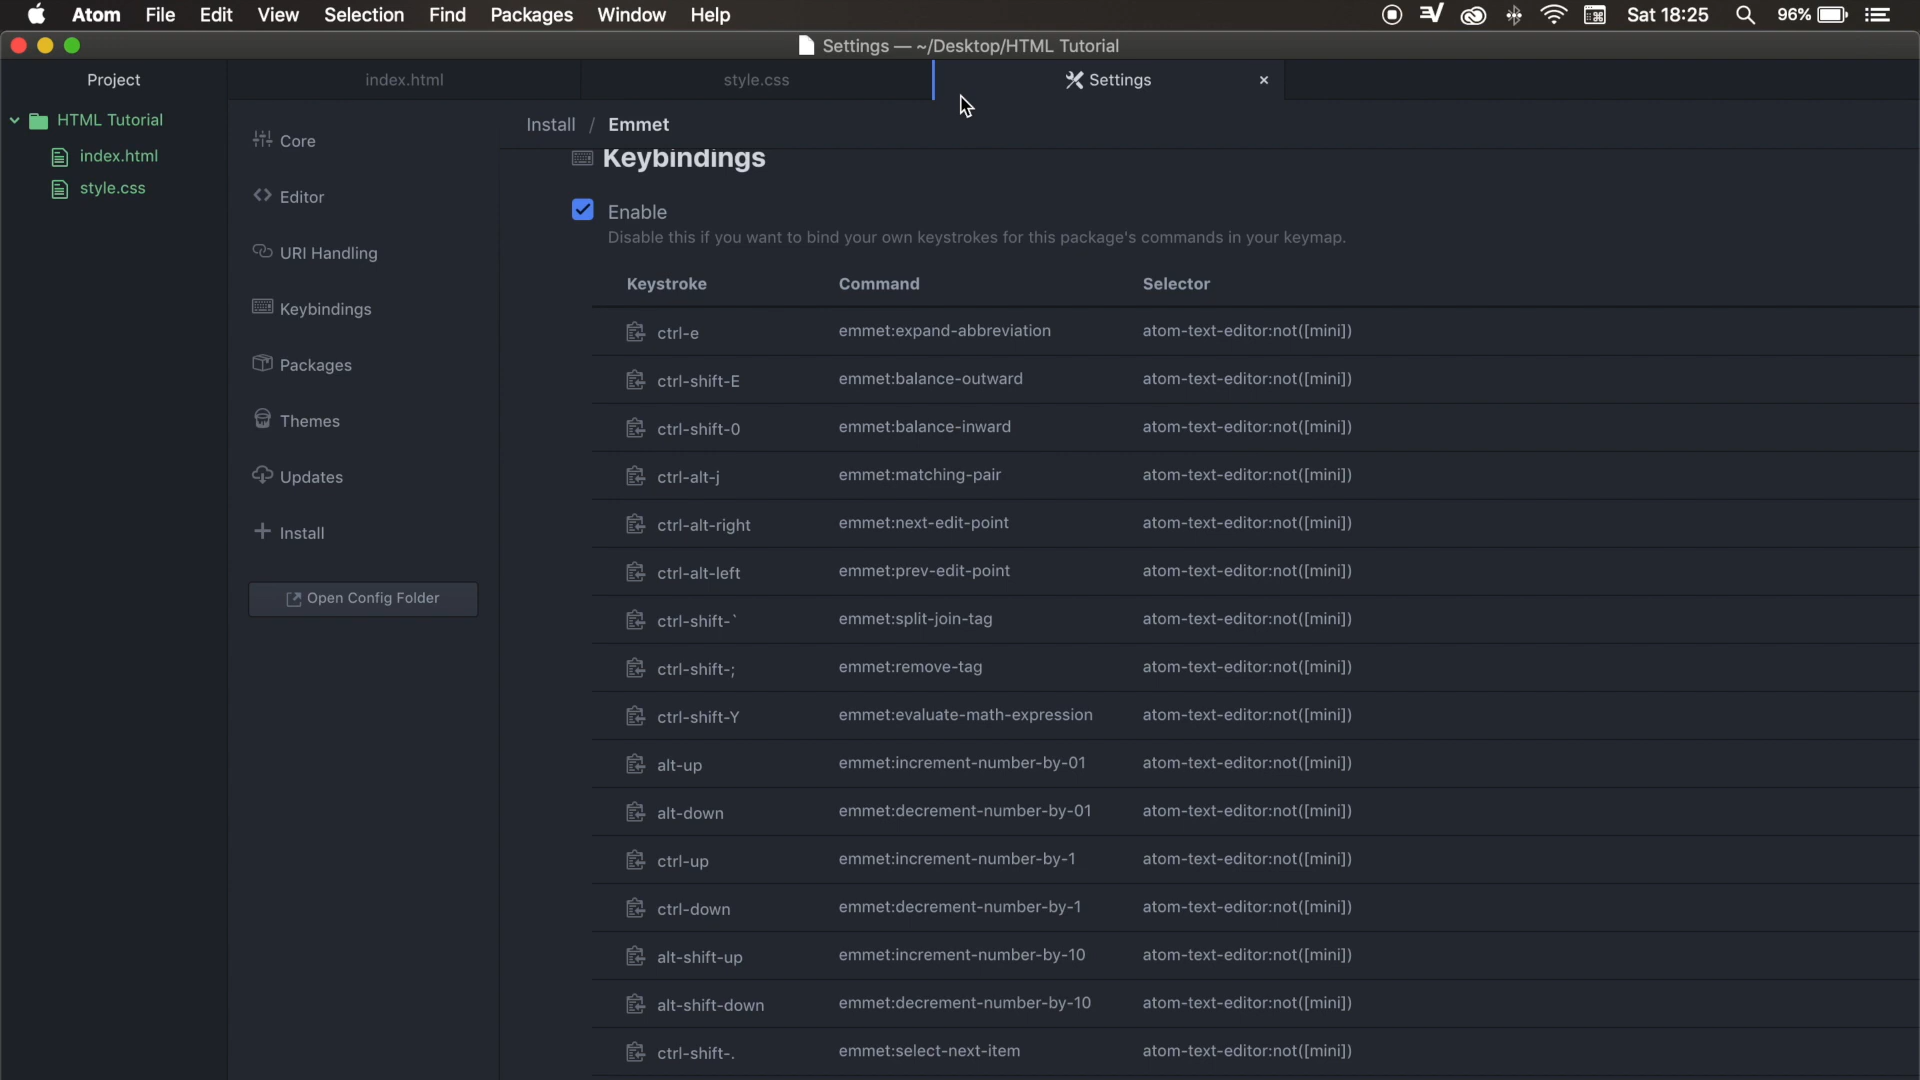 Atom File Edit View Selection Find Packages Window Help Sat 18:25 96%
Settings — ~/Desktop/HTML Tutorial
Project index.html style.css Settings ×
HTML Tutorial
index.html
style.css
Core
Editor
URI Handling
Keybindings
Packages
Themes
Updates
Install
Open Config Folder
Install / Emmet
Keybindings
Enable
Disable this if you want to bind your own keystrokes for this package's commands in your keymap.
Keystroke Command Selector
ctrl-e emmet:expand-abbreviation atom-text-editor:not([mini])
ctrl-shift-E emmet:balance-outward atom-text-editor:not([mini])
ctrl-shift-0 emmet:balance-inward atom-text-editor:not([mini])
ctrl-alt-j emmet:matching-pair atom-text-editor:not([mini])
ctrl-alt-right emmet:next-edit-point atom-text-editor:not([mini])
ctrl-alt-left emmet:prev-edit-point atom-text-editor:not([mini])
ctrl-shift-` emmet:split-join-tag atom-text-editor:not([mini])
ctrl-shift-; emmet:remove-tag atom-text-editor:not([mini])
ctrl-shift-Y emmet:evaluate-math-expression atom-text-editor:not([mini])
alt-up emmet:increment-number-by-01 atom-text-editor:not([mini])
alt-down emmet:decrement-number-by-01 atom-text-editor:not([mini])
ctrl-up emmet:increment-number-by-1 atom-text-editor:not([mini])
ctrl-down emmet:decrement-number-by-1 atom-text-editor:not([mini])
alt-shift-up emmet:increment-number-by-10 atom-text-editor:not([mini])
alt-shift-down emmet:decrement-number-by-10 atom-text-editor:not([mini])
ctrl-shift-. emmet:select-next-item atom-text-editor:not([mini])